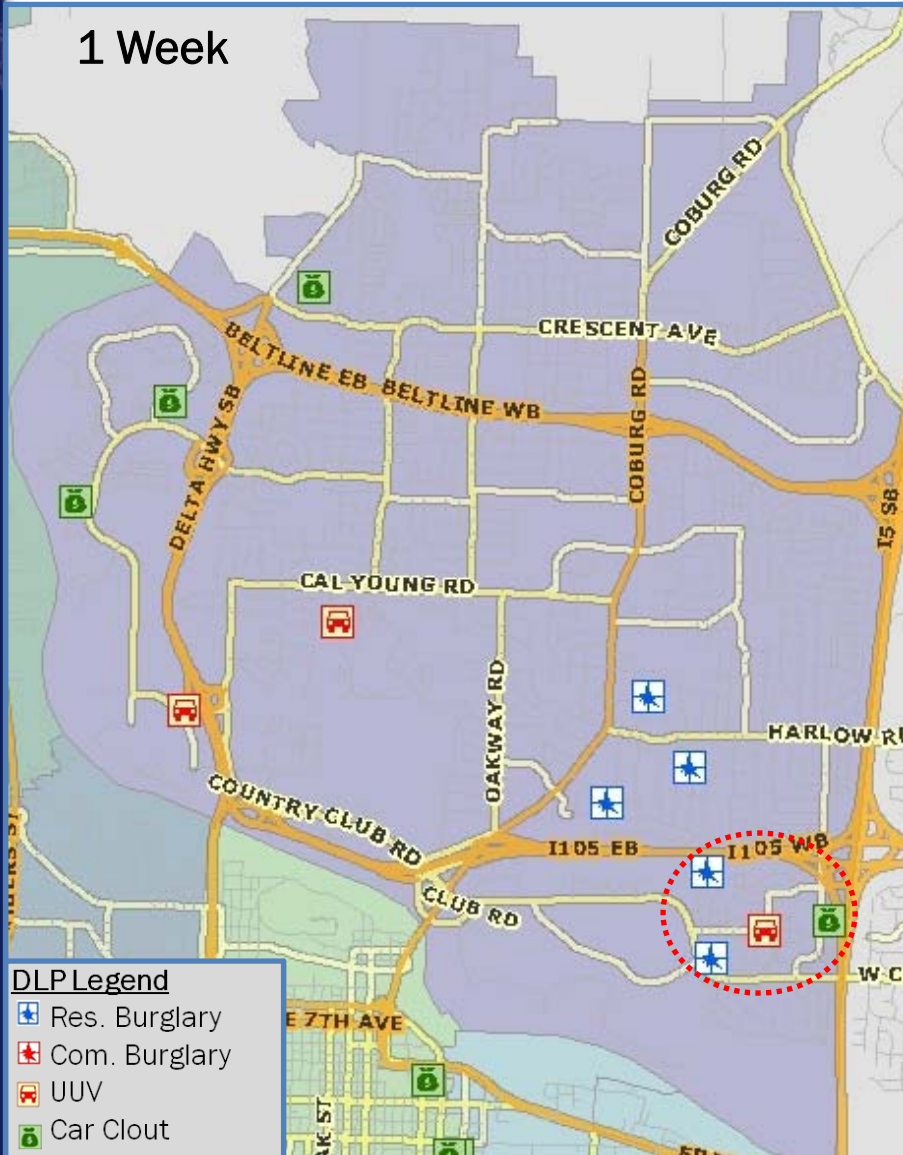 1 Week
COBURG RD
CRESCENT AVE
BELTLINE EB
BELTLINE WB
COBURG RD
DELTA HWY SB
I5 SB
CAL YOUNG RD
OAKWAY RD
HARLOW
COUNTRY CLUB RD
I105 EB
I105 WB
CLUB RD
W C
DLP Legend
Res. Burglary
Com. Burglary
UUV
Car Clout
E 7TH AVE
AK ST